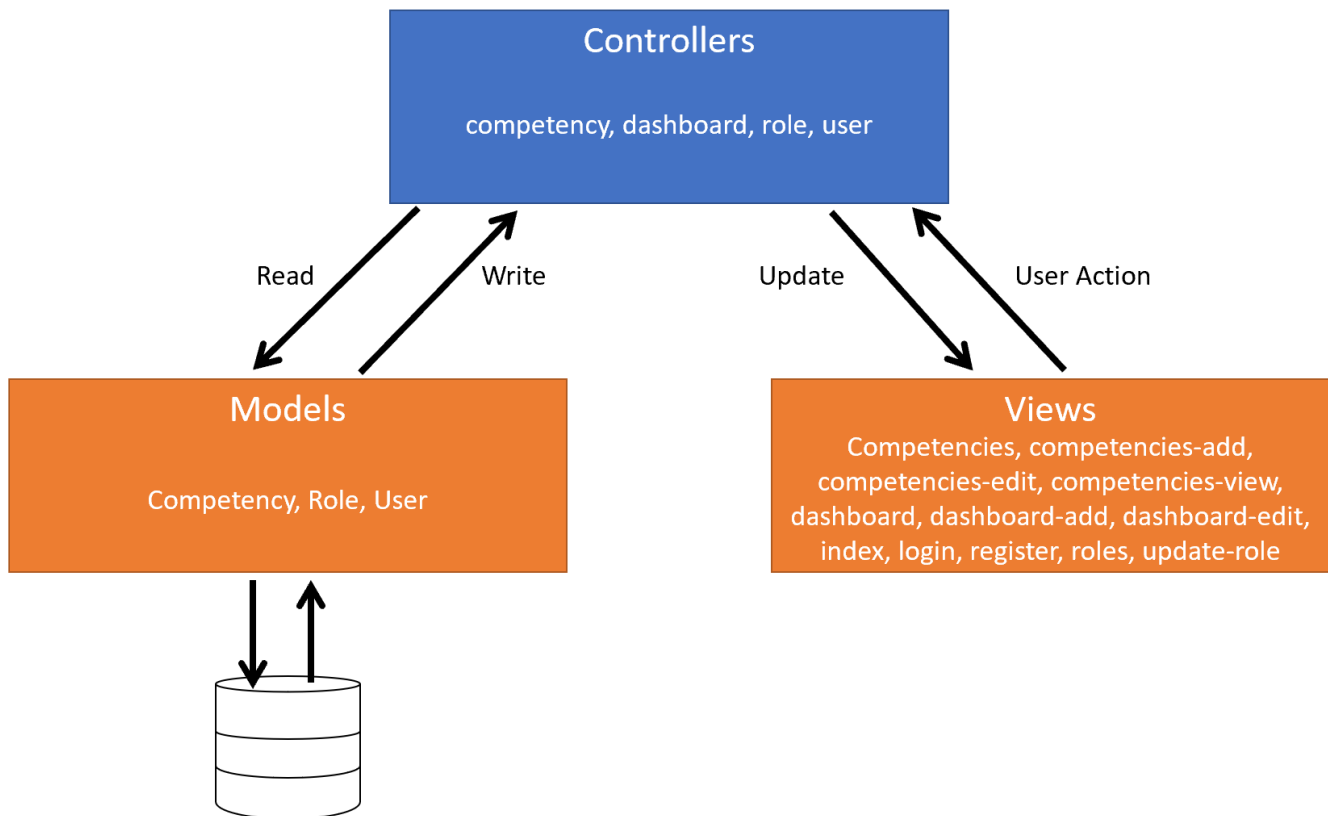 Controllers
competency, dashboard, role, user
Read
Write
Update
User Action
Models
Competency, Role, User
Views
Competencies, competencies-add,
competencies-edit, competencies-view,
dashboard, dashboard-add, dashboard-edit,
index, login, register, roles, update-role